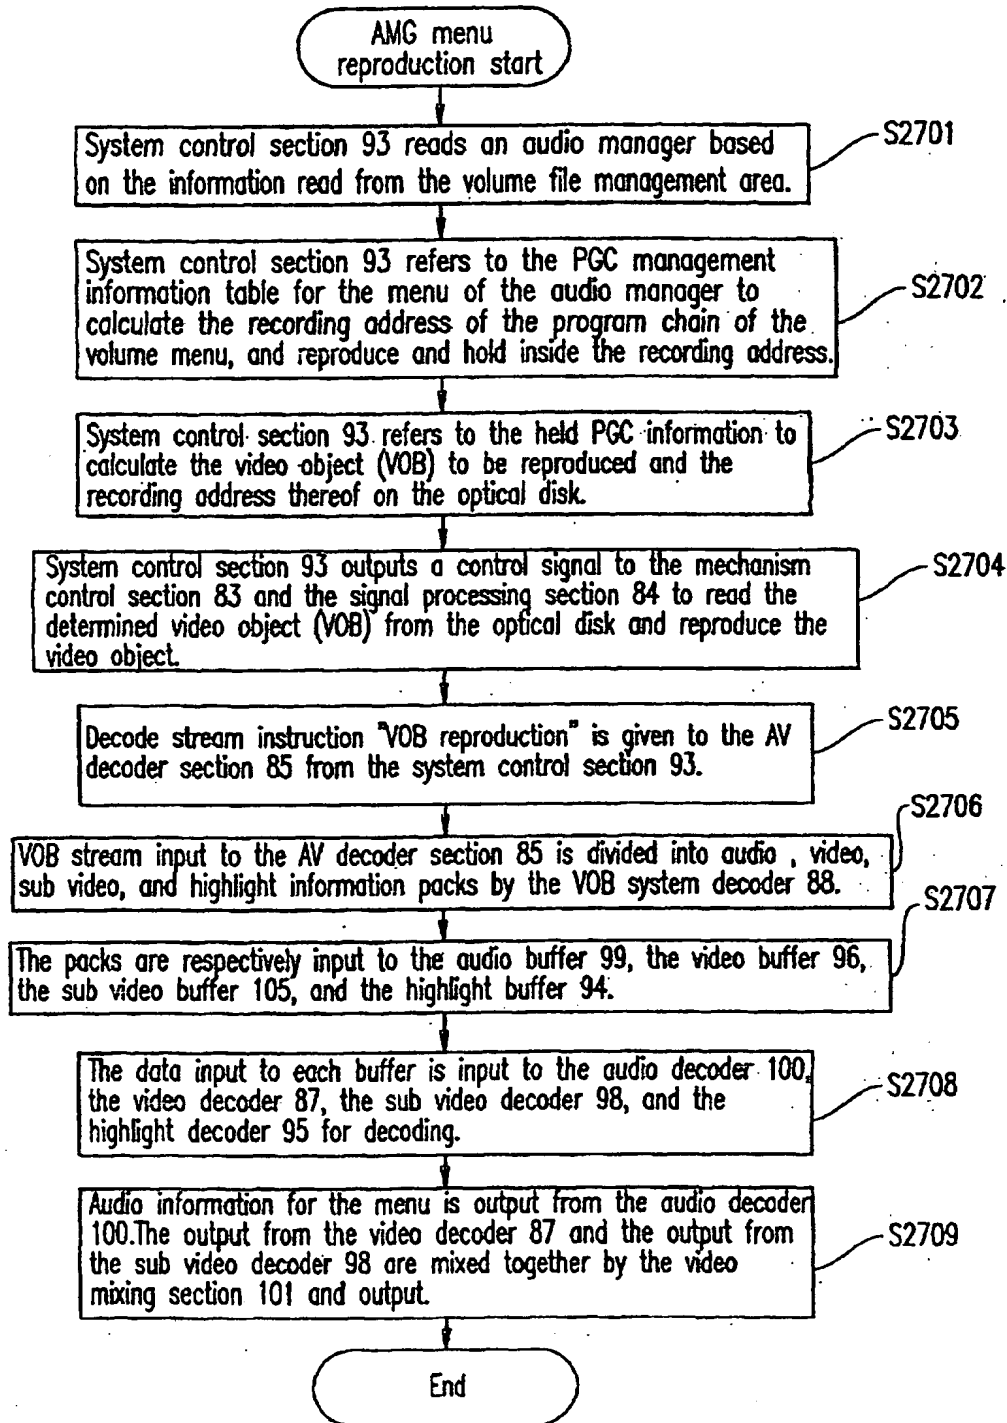 AMG menu
reproduction start
System control section 93 reads an audio manager based
on the information read from the volume file management area.
S2701
System control section 93 refers to the PGC management
information table for the menu of the audio manager to
calculate the recording address of the program chain of the
volume menu, and reproduce and hold inside the recording address.
S2702
System control section 93 refers to the held PGC information to
calculate the video object (VOB) to be reproduced and the
recording address thereof on the optical disk.
S2703
System control section 93 outputs a control signal to the mechanism
control section 83 and the signal processing section 84 to read the
determined video object (VOB) from the optical disk and reproduce the
video object.
S2704
Decode stream instruction "VOB reproduction" is given to the AV
decoder section 85 from the system control section 93.
S2705
VOB stream input to the AV decoder section 85 is divided into audio , video,
sub video, and highlight information packs by the VOB system decoder 88.
S2706
The packs are respectively input to the audio buffer 99, the video buffer 96,
the sub video buffer 105, and the highlight buffer 94.
S2707
The data input to each buffer is input to the audio decoder 100,
the video decoder 87, the sub video decoder 98, and the
highlight decoder 95 for decoding.
S2708
Audio information for the menu is output from the audio decoder
100.The output from the video decoder 87 and the output from
the sub video decoder 98 are mixed together by the video
mixing section 101 and output.
S2709
End